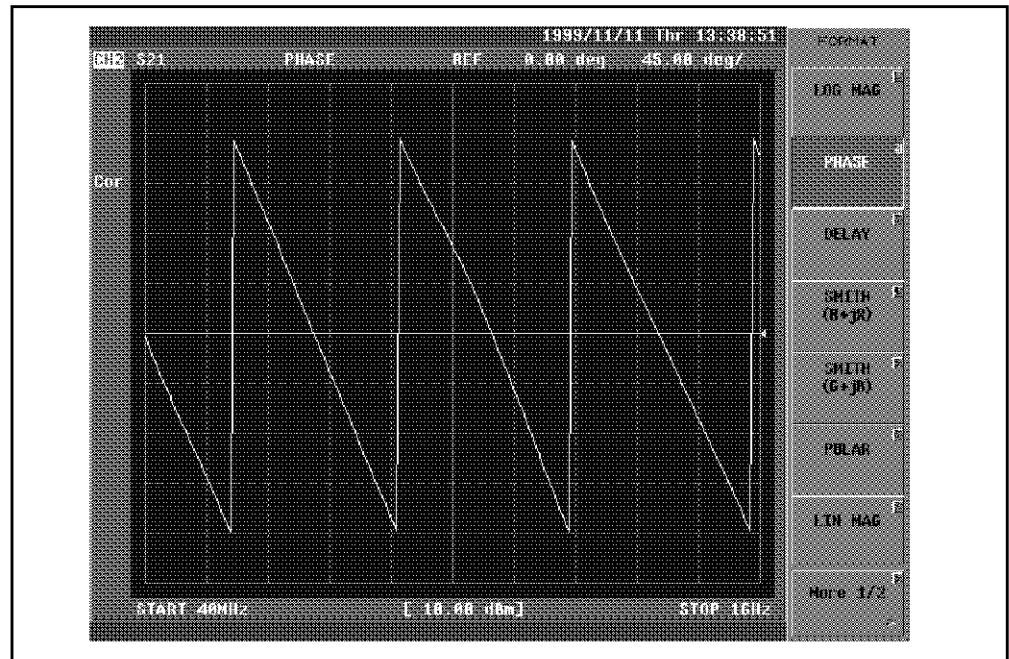 1999/11/11 Thr 13:38:51
CH2 S21 PHASE REF 0.00 deg 45.00 deg/
Cor
START 40MHz [ 10.00 dBm] STOP 1GHz
FORMAT
LOG MAG
PHASE
DELAY
SMITH
(R+jX)
SMITH
(G+jB)
POLAR
LIN MAG
More 1/2